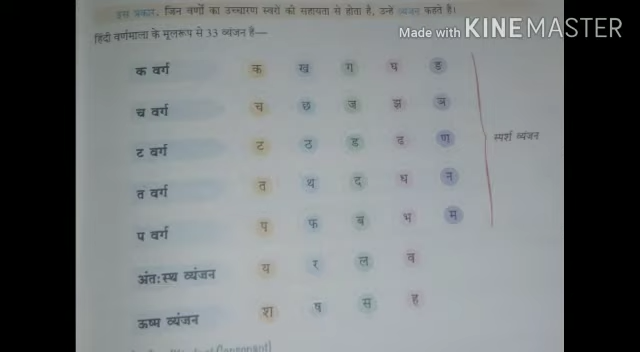 इस प्रकार, जिन वर्णों का उच्चारण स्वरों की सहायता से होता है, उन्हें व्यंजन कहते हैं।
हिंदी वर्णमाला के मूलरूप से 33 व्यंजन हैं—
Made with KINEMASTER
क वर्ग क ख ग घ ङ
च वर्ग च छ ज झ ञ
ट वर्ग ट ठ ड ढ ण
स्पर्श व्यंजन
त वर्ग त थ द ध न
प वर्ग प फ ब भ म
अंतःस्थ व्यंजन य र ल व
ऊष्म व्यंजन श ष स ह
Consonant]